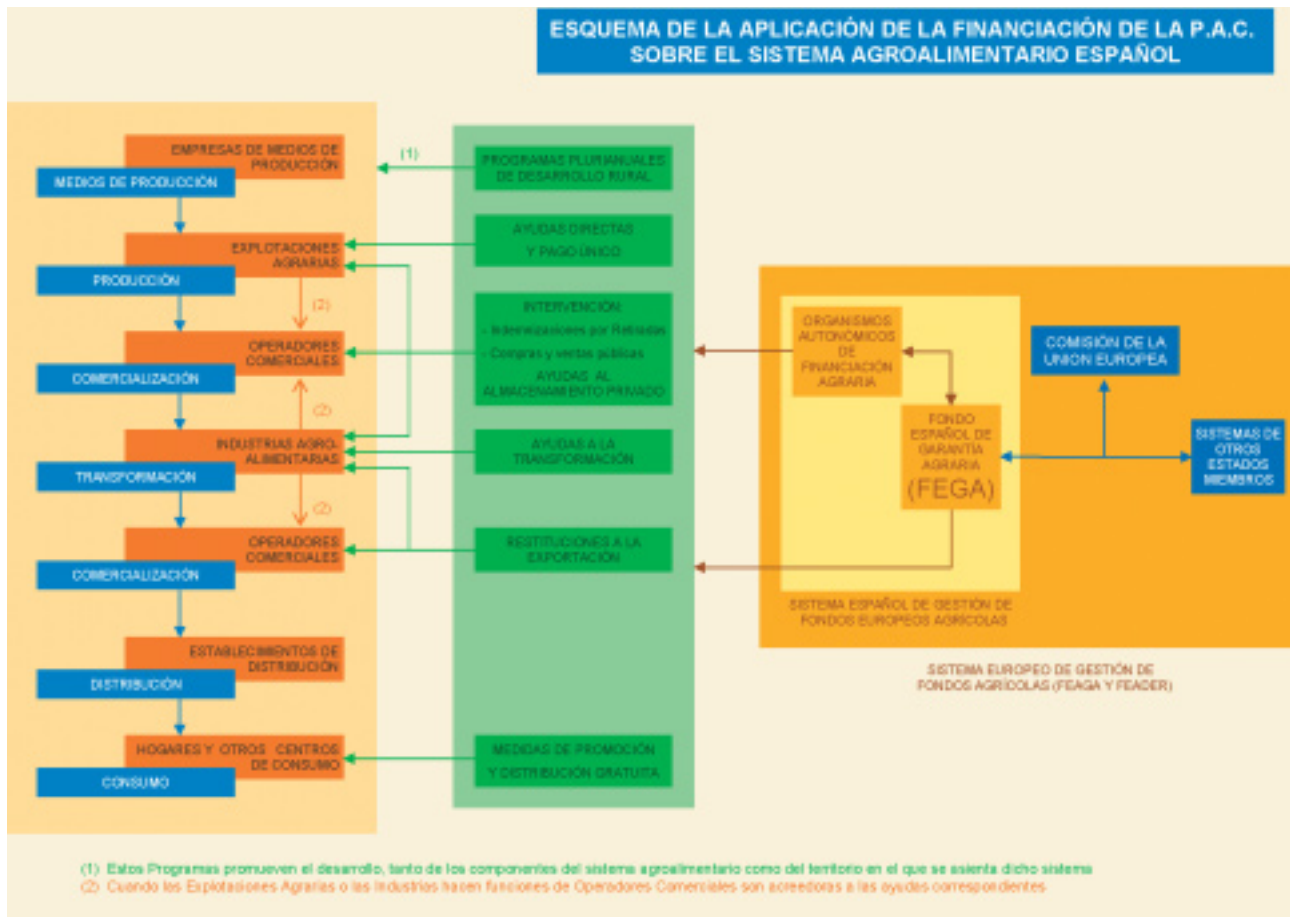 ESQUEMA DE LA APLICACIÓN DE LA FINANCIACIÓN DE LA P.A.C.
SOBRE EL SISTEMA AGROALIMENTARIO ESPAÑOL
EMPRESAS DE MEDIOS DE
PRODUCCIÓN
MEDIOS DE PRODUCCIÓN
EXPLOTACIONES
AGRARIAS
PRODUCCIÓN
(2)
OPERADORES
COMERCIALES
COMERCIALIZACIÓN
(2)
INDUSTRIAS AGRO-
ALIMENTARIAS
TRANSFORMACIÓN
(2)
OPERADORES
COMERCIALES
COMERCIALIZACIÓN
ESTABLECIMIENTOS DE
DISTRIBUCIÓN
DISTRIBUCIÓN
HOGARES Y OTROS CENTROS
DE CONSUMO
CONSUMO
(1)
PROGRAMAS PLURIANUALES
DE DESARROLLO RURAL
AYUDAS DIRECTAS
Y PAGO ÚNICO
INTERVENCIÓN:
- Indemnizaciones por Retiradas
- Compras y ventas públicas
AYUDAS AL
ALMACENAMIENTO PRIVADO
AYUDAS A LA
TRANSFORMACIÓN
RESTITUCIONES A LA
EXPORTACIÓN
MEDIDAS DE PROMOCIÓN
Y DISTRIBUCIÓN GRATUITA
ORGANISMOS
AUTONÓMICOS
DE
FINANCIACIÓN
AGRARIA
FONDO
ESPAÑOL DE
GARANTÍA
AGRARIA
(FEGA)
SISTEMA ESPAÑOL DE GESTIÓN DE
FONDOS EUROPEOS AGRÍCOLAS
COMISIÓN DE LA
UNION EUROPEA
SISTEMAS DE
OTROS
ESTADOS
MIEMBROS
SISTEMA EUROPEO DE GESTIÓN DE
FONDOS AGRÍCOLAS (FEAGA Y FEADER)
(1) Estos Programas promueven el desarrollo, tanto de los componentes del sistema agroalimentario como del territorio en el que se asienta dicho sistema
(2) Cuando las Explotaciones Agrarias o las Industrias hacen funciones de Operadores Comerciales son acreedoras a las ayudas correspondientes